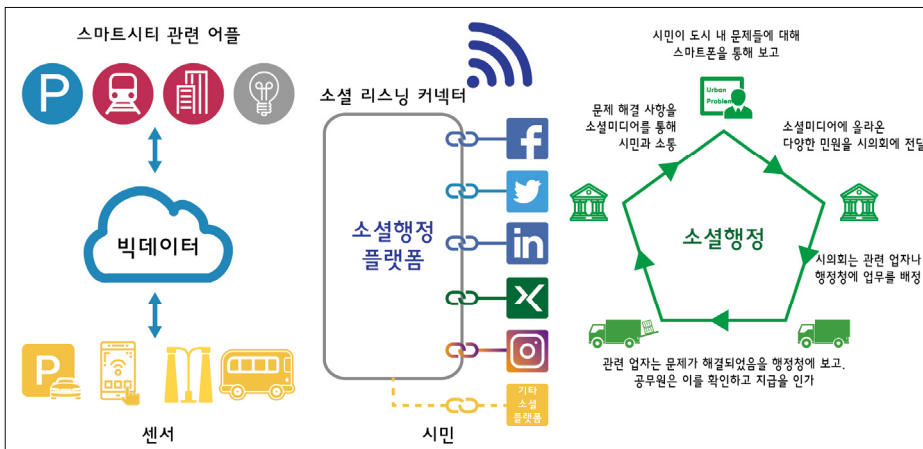 스마트시티 관련 어플
P
빅데이터
P
센서
소셜 리스닝 커넥터
소셜행정
플랫폼
f
in
기타
소셜
플랫폼
시민
시민이 도시 내 문제들에 대해
스마트폰을 통해 보고
Urban
Problem
문제 해결 사항을
소셜미디어를 통해
시민과 소통
소셜미디어에 올라온
다양한 민원을 시의회에 전달
소셜행정
시의회는 관련 업자나
행정청에 업무를 배정
관련 업자는 문제가 해결되었음을 행정청에 보고.
공무원은 이를 확인하고 지급을 인가